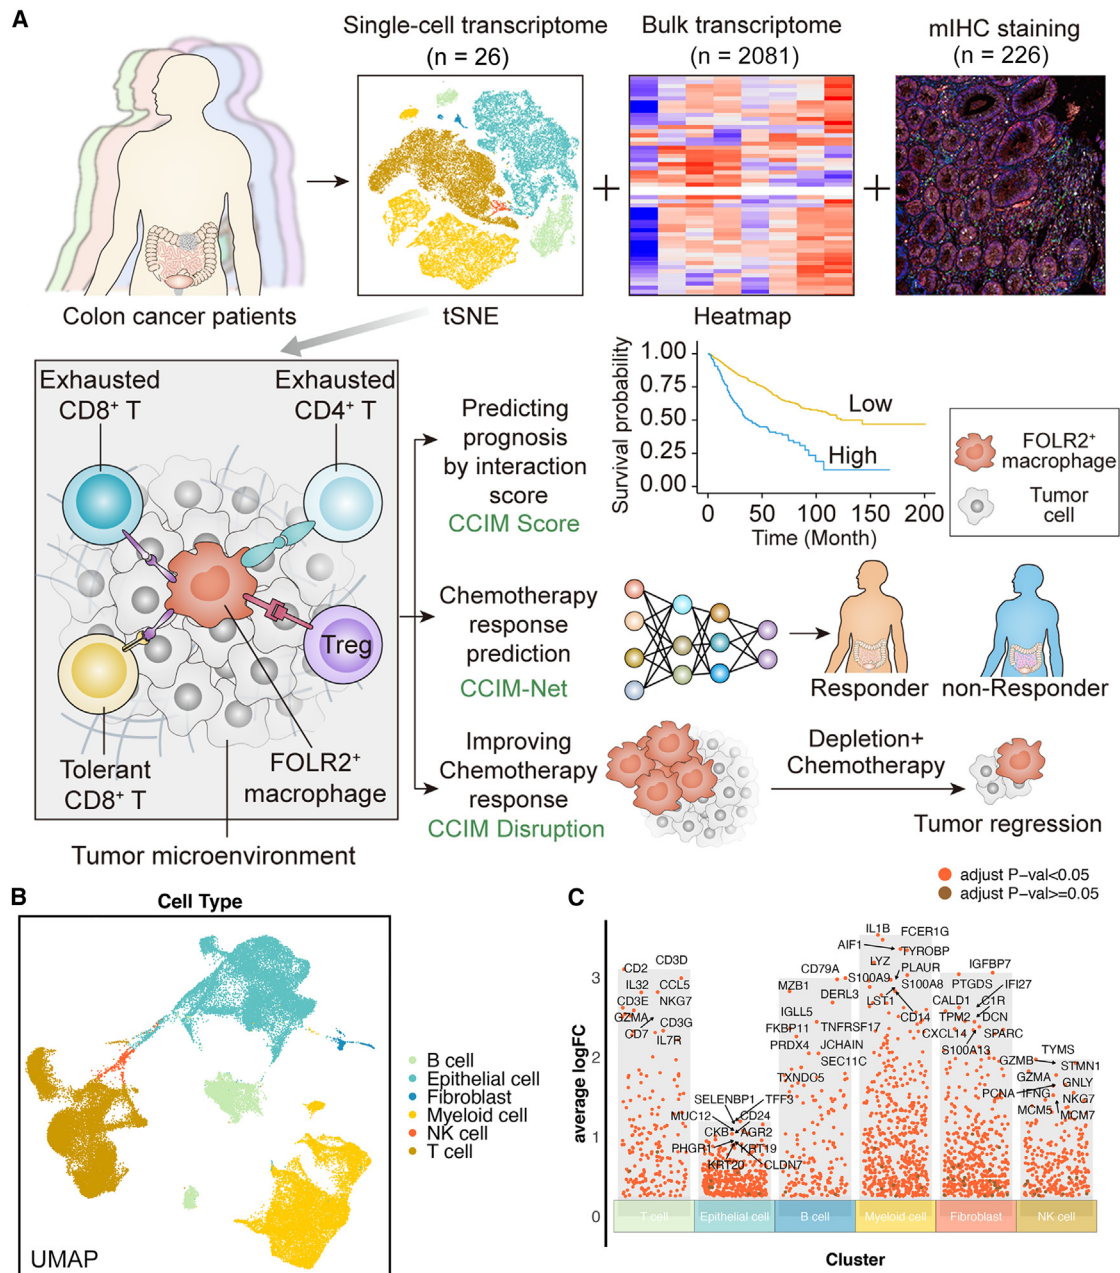 A
Single-cell transcriptome
(n = 26)
Bulk transcriptome
(n = 2081)
mIHC staining
(n = 226)
+
+
Colon cancer patients
tSNE
Heatmap
Exhausted
CD8⁺ T
Exhausted
CD4⁺ T
Treg
Tolerant
CD8⁺ T
FOLR2⁺
macrophage
Tumor microenvironment
Predicting
prognosis
by interaction
score
CCIM Score
Survival probability
1.00
0.75
0.50
0.25
0.00
Low
High
0 50 100 150 200
Time (Month)
FOLR2⁺
macrophage
Tumor
cell
Chemotherapy
response
prediction
CCIM-Net
Responder
non-Responder
Improving
Chemotherapy
response
CCIM Disruption
Depletion+
Chemotherapy
Tumor regression
B
Cell Type
UMAP
B cell
Epithelial cell
Fibroblast
Myeloid cell
NK cell
T cell
C
adjust P-val<0.05
adjust P-val>=0.05
average logFC
3
2
1
0
CD2
CD3D
IL32
CCL5
CD3E
NKG7
GZMA
CD3G
CD7
IL7R
SELENBP1
TFF3
MUC12
CD24
CKB
AGR2
PHGR1
KRT19
KRT20
CLDN7
CD79A
MZB1
DERL3
IGLL5
FKBP11
TNFRSF17
PRDX4
JCHAIN
SEC11C
TXNDC5
IL1B
FCER1G
AIF1
TYROBP
LYZ
PLAUR
S100A9
S100A8
LST1
CD14
IGFBP7
PTGDS
IFI27
CALD1
C1R
TPM2
DCN
CXCL14
SPARC
S100A13
TYMS
GZMB
STMN1
GZMA
GNLY
PCNA
IFNG
NKG7
MCM5
MCM7
T cell
Epithelial cell
B cell
Myeloid cell
Fibroblast
NK cell
Cluster